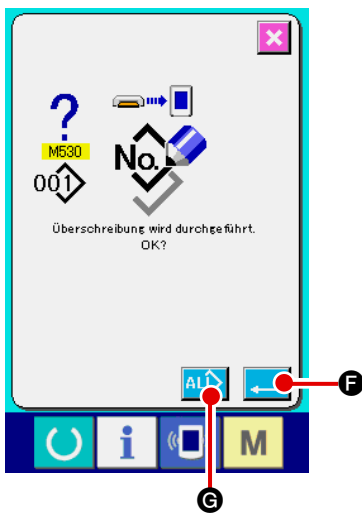 ?
M530
001
No.
Überschreibung wird durchgeführt.
OK?
ALL
F
i
M
G